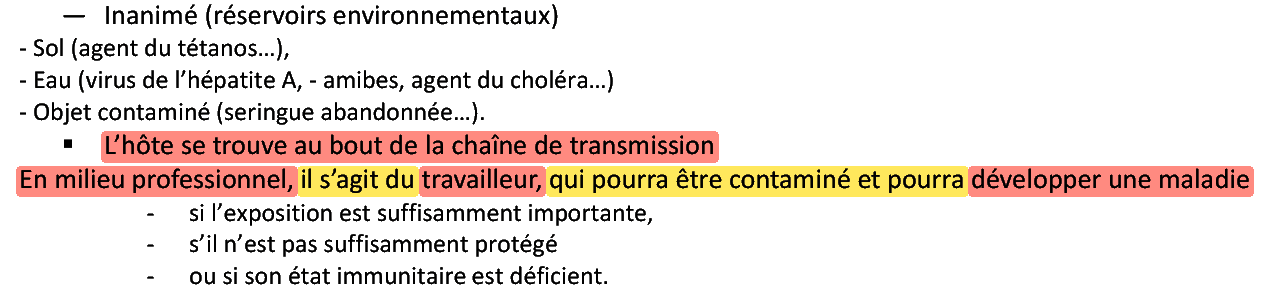 — Inanimé (réservoirs environnementaux)
- Sol (agent du tétanos…),
- Eau (virus de l’hépatite A, - amibes, agent du choléra…)
- Objet contaminé (seringue abandonnée…).
▪ L’hôte se trouve au bout de la chaîne de transmission
En milieu professionnel, il s’agit du travailleur, qui pourra être contaminé et pourra développer une maladie
- si l’exposition est suffisamment importante,
- s’il n’est pas suffisamment protégé
- ou si son état immunitaire est déficient.